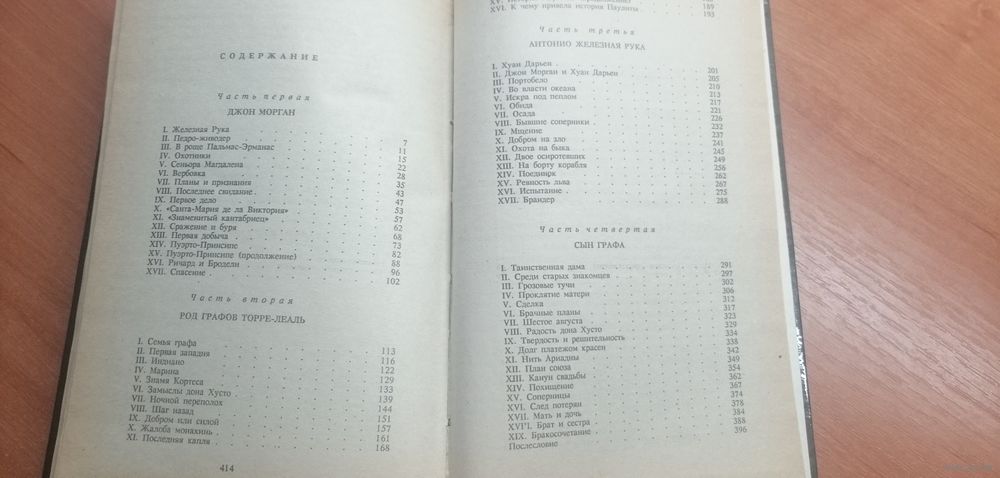 СОДЕРЖАНИЕ
Часть первая
ДЖОН МОРГАН
I. Железная Рука 7
II. Педро-живодер 11
III. В роще Пальмас-Эрманас 15
IV. Охотники 22
V. Сеньора Магдалена 28
VI. Вербовка 35
VII. Планы и признания 43
VIII. Последнее свидание 47
IX. Первое дело 53
X. «Санта-Мария де ла Виктория» 57
XI. «Знаменитый кантабриец» 62
XII. Сражение и буря 68
XIII. Первая добыча 73
XIV. Пуэрто-Принсипе 82
XV. Пуэрто-Принсипе (продолжение) 88
XVI. Ричард и Бродели 96
XVII. Спасение 102
Часть вторая
РОД ГРАФОВ ТОРРЕ-ЛЕАЛЬ
I. Семья графа 113
II. Первая западня 116
III. Индиано 122
IV. Марина 129
V. Знамя Кортеса 133
VI. Замыслы дона Хусто 139
VII. Ночной переполох 144
VIII. Шаг назад 151
IX. Добром или силой 157
X. Жалоба монахинь 161
XI. Последняя капля 168
414
189
XVI. К чему привела история Паулиты 193
Часть третья
АНТОНИО ЖЕЛЕЗНАЯ РУКА
I. Хуан Дарьен 201
II. Джон Морган и Хуан Дарьен 205
III. Портобело 210
IV. Во власти океана 213
V. Искра под пеплом 217
VI. Обида 221
VII. Осада 226
VIII. Бывшие соперники 232
IX. Мщение 237
X. Добром на зло 241
XI. Охота на быка 245
XII. Двое осиротевших 249
XIII. На борту корабля 256
XIV. Поединок 262
XV. Ревность льва 267
XVI. Испытание 275
XVII. Брандер 288
Часть четвертая
СЫН ГРАФА
I. Таинственная дама 291
II. Среди старых знакомцев 297
III. Грозовые тучи 302
IV. Проклятие матери 306
V. Сделка 312
VI. Брачные планы 317
VII. Шестое августа 323
VIII. Радость дона Хусто 329
IX. Твердость и решительность 334
X. Долг платежом красен 338
XI. Нить Ариадны 342
XII. План союза 349
XIII. Канун свадьбы 354
XIV. Похищение 362
XV. Соперницы 367
XVI. След потерян 374
XVII. Мать и дочь 378
XVIII. Брат и сестра 384
XIX. Бракосочетание 388
Послесловие 396